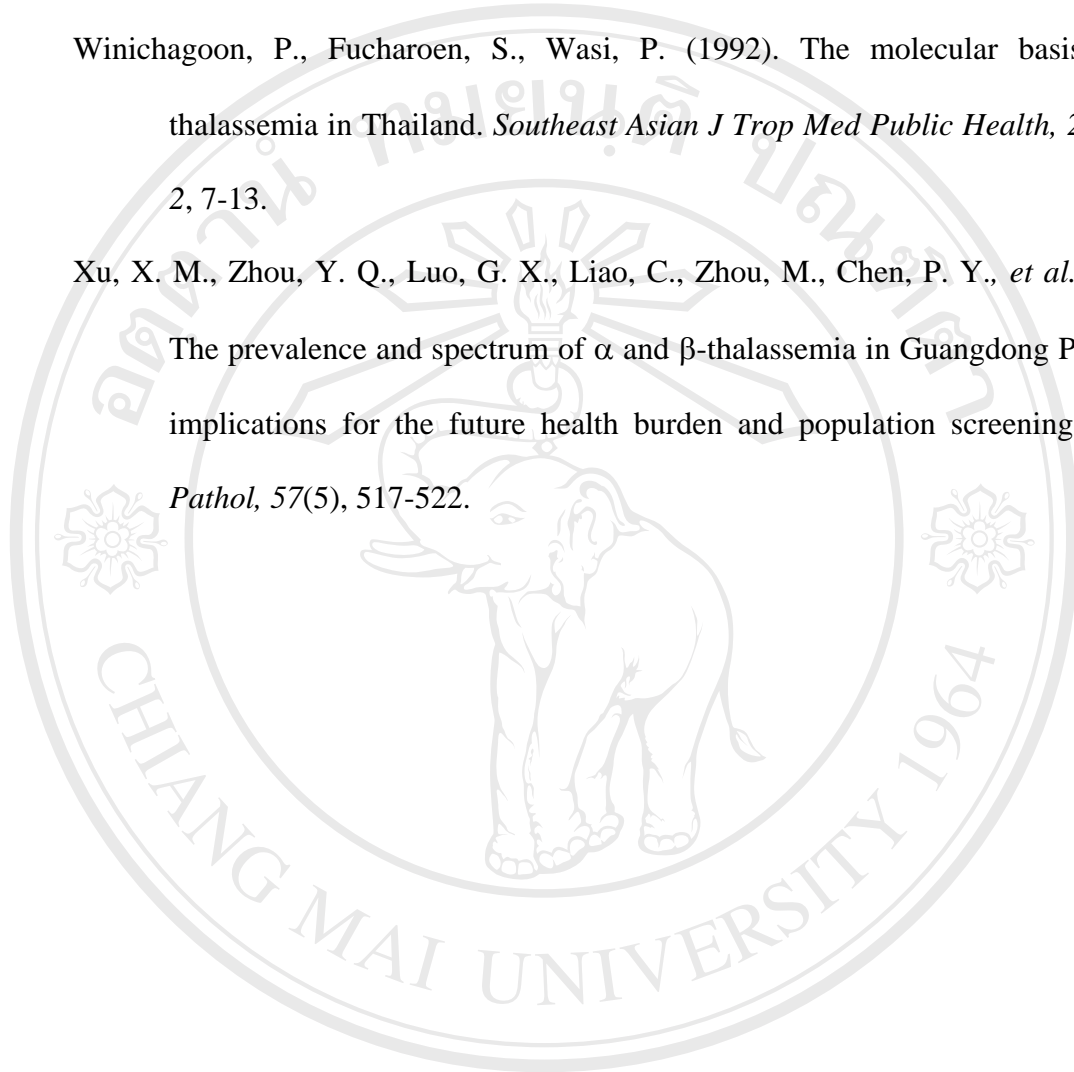 Winichagoon, P., Fucharoen, S., Wasi, P. (1992). The molecular basis
thalassemia in Thailand. Southeast Asian J Trop Med Public Health, 2
2, 7-13.
Xu, X. M., Zhou, Y. Q., Luo, G. X., Liao, C., Zhou, M., Chen, P. Y., et al.
The prevalence and spectrum of α and β-thalassemia in Guangdong P
implications for the future health burden and population screening
Pathol, 57(5), 517-522.
CHIANG MAI UNIVERSITY 1964